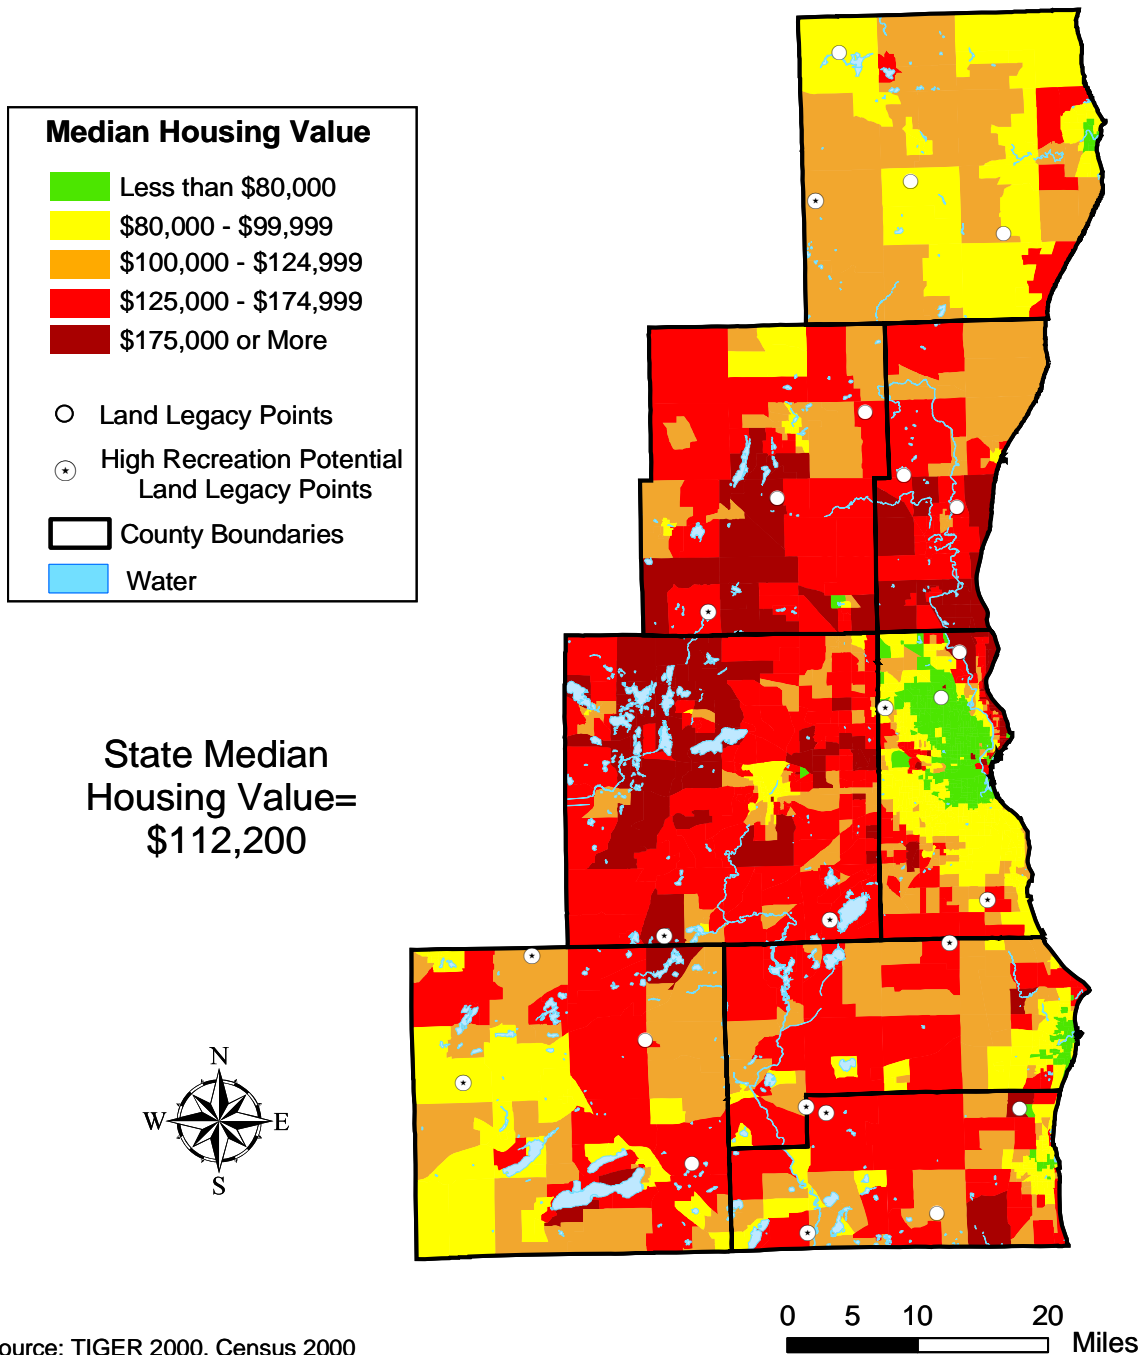 Median Housing Value
Less than $80,000
$80,000 - $99,999
$100,000 - $124,999
$125,000 - $174,999
$175,000 or More
Land Legacy Points
High Recreation Potential
Land Legacy Points
County Boundaries
Water
State Median
Housing Value=
$112,200
N
W E
S
0 5 10 20
Miles
ource: TIGER 2000, Census 2000